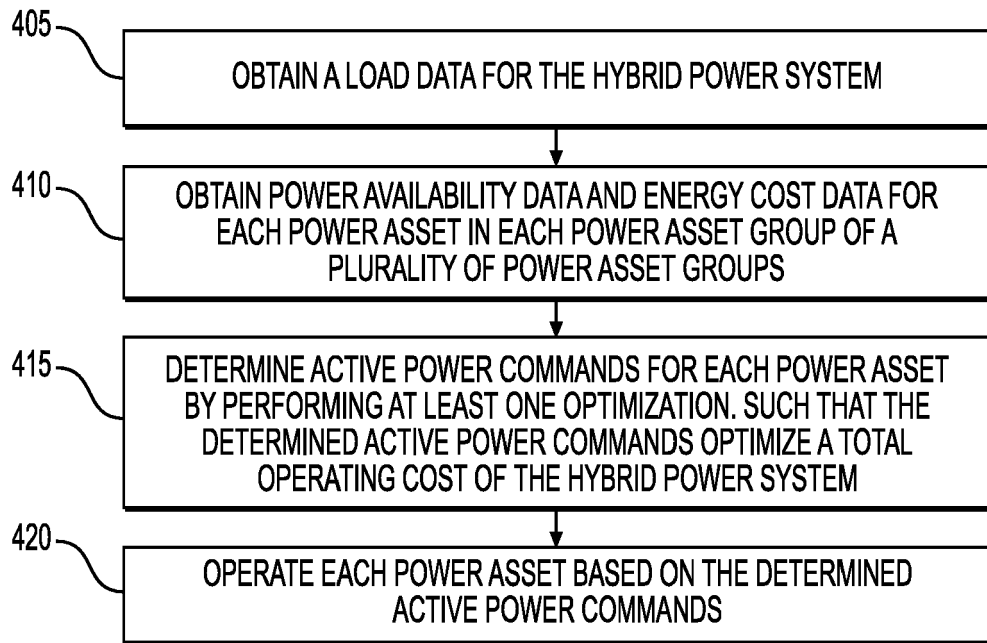 405
OBTAIN A LOAD DATA FOR THE HYBRID POWER SYSTEM
410
OBTAIN POWER AVAILABILITY DATA AND ENERGY COST DATA FOR
EACH POWER ASSET IN EACH POWER ASSET GROUP OF A
PLURALITY OF POWER ASSET GROUPS
415
DETERMINE ACTIVE POWER COMMANDS FOR EACH POWER ASSET
BY PERFORMING AT LEAST ONE OPTIMIZATION. SUCH THAT THE
DETERMINED ACTIVE POWER COMMANDS OPTIMIZE A TOTAL
OPERATING COST OF THE HYBRID POWER SYSTEM
420
OPERATE EACH POWER ASSET BASED ON THE DETERMINED
ACTIVE POWER COMMANDS